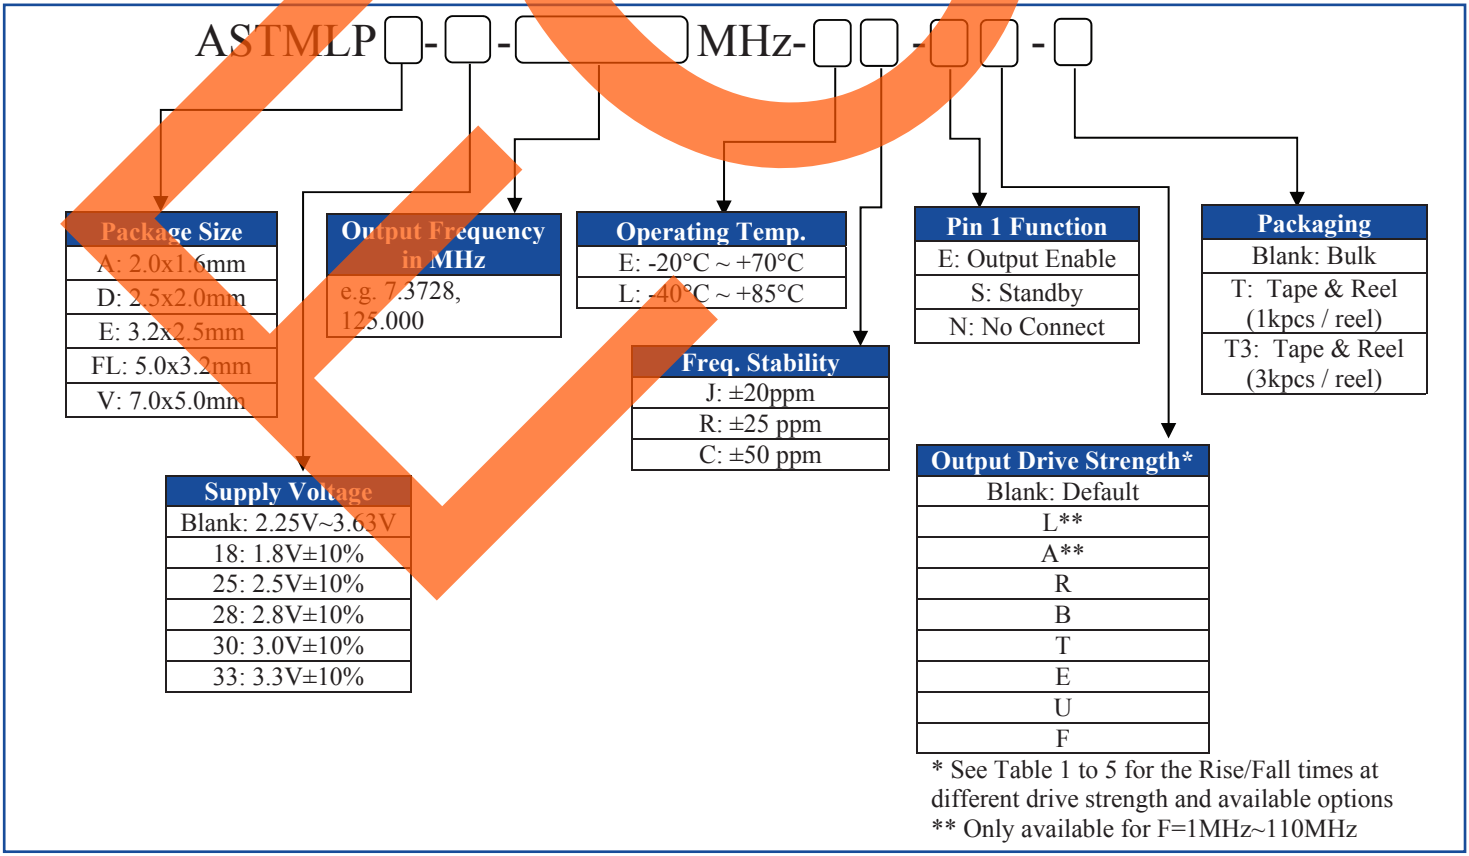 ASTMLP - - MHz- - -
Package Size
A: 2.0x1.6mm
D: 2.5x2.0mm
E: 3.2x2.5mm
FL: 5.0x3.2mm
V: 7.0x5.0mm
Output Frequency
in MHz
e.g. 7.3728,
125.000
Operating Temp.
E: -20°C ~ +70°C
L: -40°C ~ +85°C
Pin 1 Function
E: Output Enable
S: Standby
N: No Connect
Packaging
Blank: Bulk
T: Tape & Reel
(1kpcs / reel)
T3: Tape & Reel
(3kpcs / reel)
Freq. Stability
J: ±20ppm
R: ±25 ppm
C: ±50 ppm
Supply Voltage
Blank: 2.25V~3.63V
18: 1.8V±10%
25: 2.5V±10%
28: 2.8V±10%
30: 3.0V±10%
33: 3.3V±10%
Output Drive Strength*
Blank: Default
L**
A**
R
B
T
E
U
F
* See Table 1 to 5 for the Rise/Fall times at
different drive strength and available options
** Only available for F=1MHz~110MHz